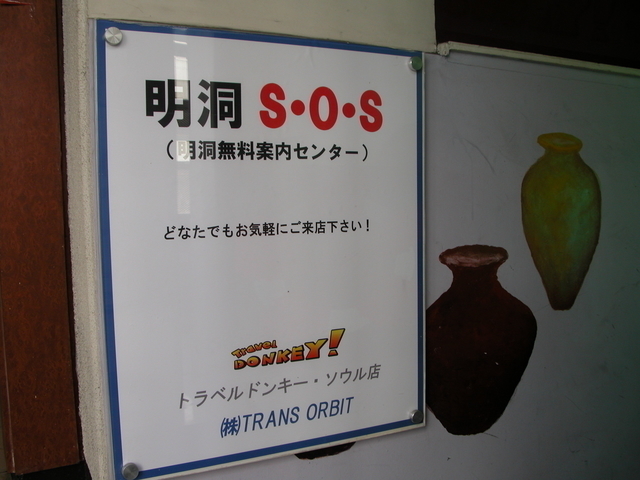 明洞 S・O・S
（明洞無料案内センター）
どなたでもお気軽にご来店下さい！
Travel
DONKEY!
トラベルドンキー・ソウル店
㈱TRANS ORBIT